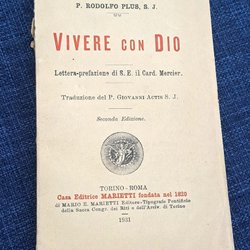 P. RODOLFO PLUS, S. J.
VIVERE CON DIO
Lettera-prefazione di S. E. il Card. Mercier.
Traduzione del P. GIOVANNI ACTIS S. J.
Seconda Edizione.
TORINO - ROMA
Casa Editrice MARIETTI fondata nel 1820
di MARIO E. MARIETTI Editore-Tipografo Pontificio
della Sacra Congr. dei Riti e dell'Arciv. di Torino
1931